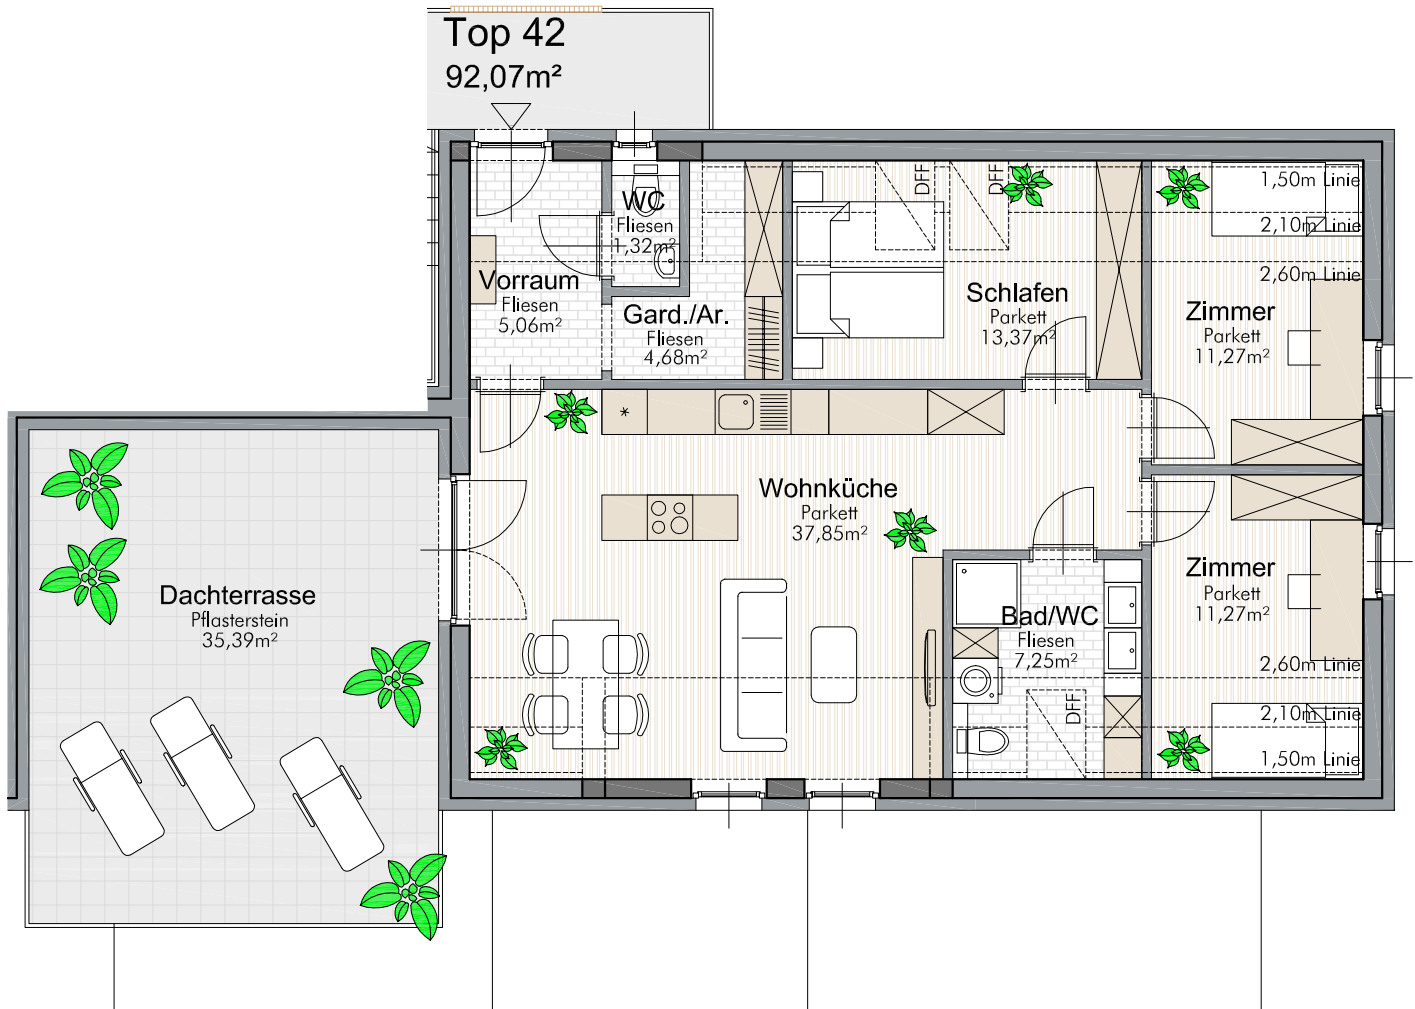 Top 42
92,07m²
WC
Fliesen
1,32m²
Vorraum
Fliesen
5,06m²
Gard./Ar.
Fliesen
4,68m²
DFF
DFF
Schlafen
Parkett
13,37m²
1,50m Linie
2,10m Linie
2,60m Linie
Zimmer
Parkett
11,27m²
*
Wohnküche
Parkett
37,85m²
Dachterrasse
Pflasterstein
35,39m²
Bad/WC
Fliesen
7,25m²
DFF
Zimmer
Parkett
11,27m²
2,60m Linie
2,10m Linie
1,50m Linie